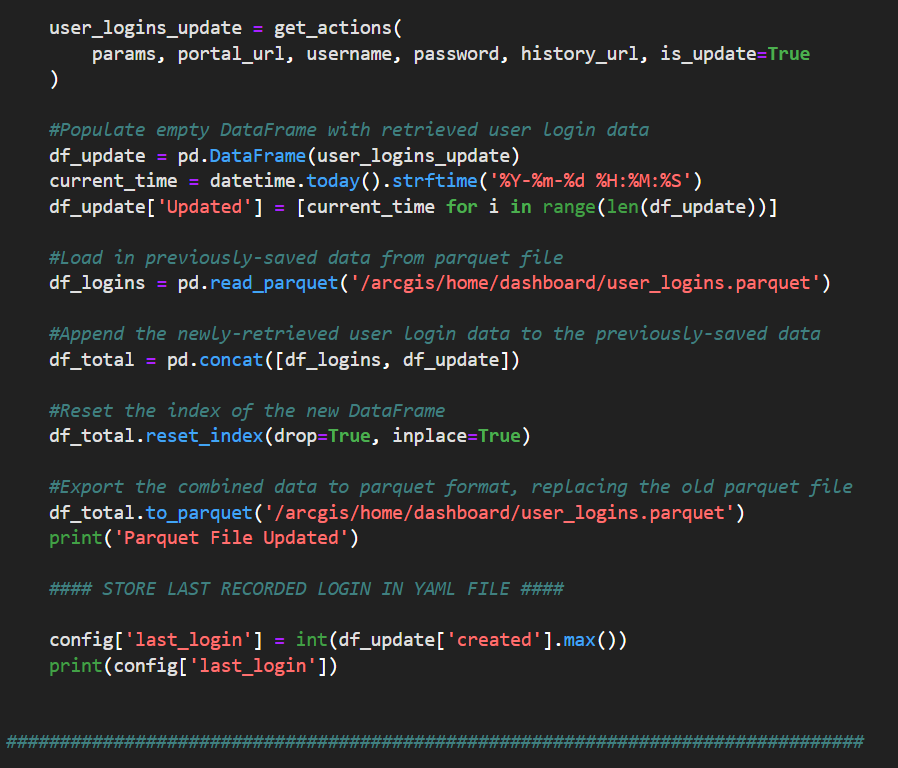 user_logins_update = get_actions(
    params, portal_url, username, password, history_url, is_update=True
)
#Populate empty DataFrame with retrieved user login data
df_update = pd.DataFrame(user_logins_update)
current_time = datetime.today().strftime('%Y-%m-%d %H:%M:%S')
df_update['Updated'] = [current_time for i in range(len(df_update))]
#Load in previously-saved data from parquet file
df_logins = pd.read_parquet('/arcgis/home/dashboard/user_logins.parquet')
#Append the newly-retrieved user login data to the previously-saved data
df_total = pd.concat([df_logins, df_update])
#Reset the index of the new DataFrame
df_total.reset_index(drop=True, inplace=True)
#Export the combined data to parquet format, replacing the old parquet file
df_total.to_parquet('/arcgis/home/dashboard/user_logins.parquet')
print('Parquet File Updated')
#### STORE LAST RECORDED LOGIN IN YAML FILE ####
config['last_login'] = int(df_update['created'].max())
print(config['last_login'])
################################################################################